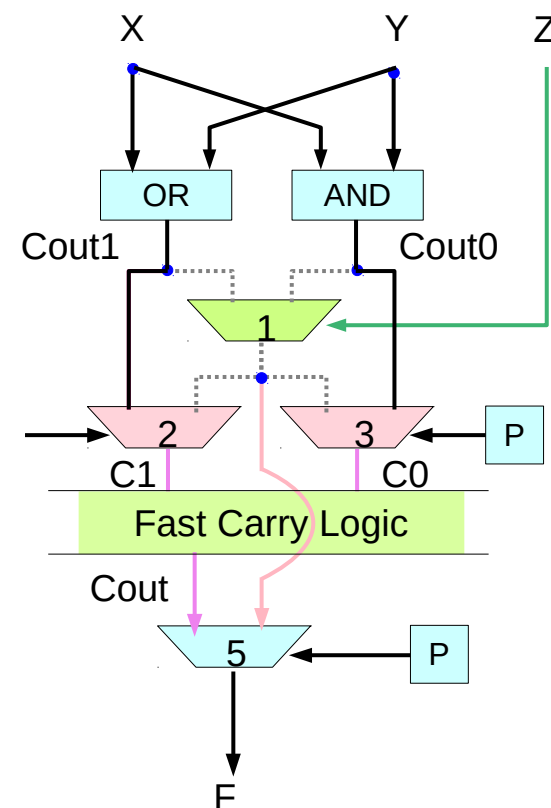 X Y Z
OR AND
Cout1 Cout0
1
2 3 P
C1 C0
Fast Carry Logic
Cout
5 P
F